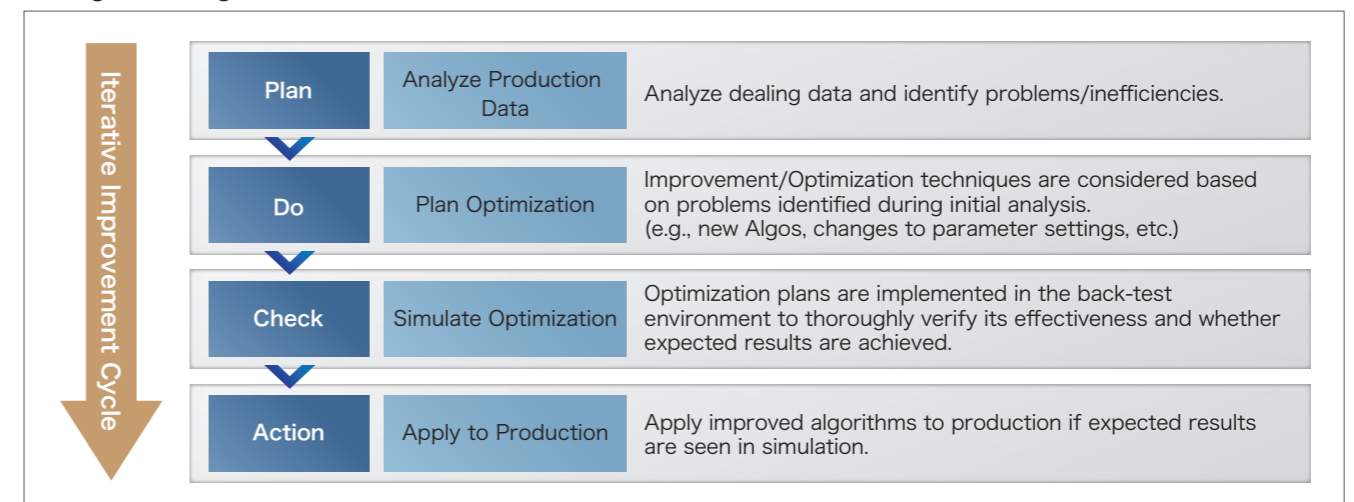 Iterative Improvement Cycle
Plan
Analyze Production
Data
Analyze dealing data and identify problems/inefficiencies.
Do
Plan Optimization
Improvement/Optimization techniques are considered based
on problems identified during initial analysis.
(e.g., new Algos, changes to parameter settings, etc.)
Check
Simulate Optimization
Optimization plans are implemented in the back-test
environment to thoroughly verify its effectiveness and whether
expected results are achieved.
Action
Apply to Production
Apply improved algorithms to production if expected results
are seen in simulation.